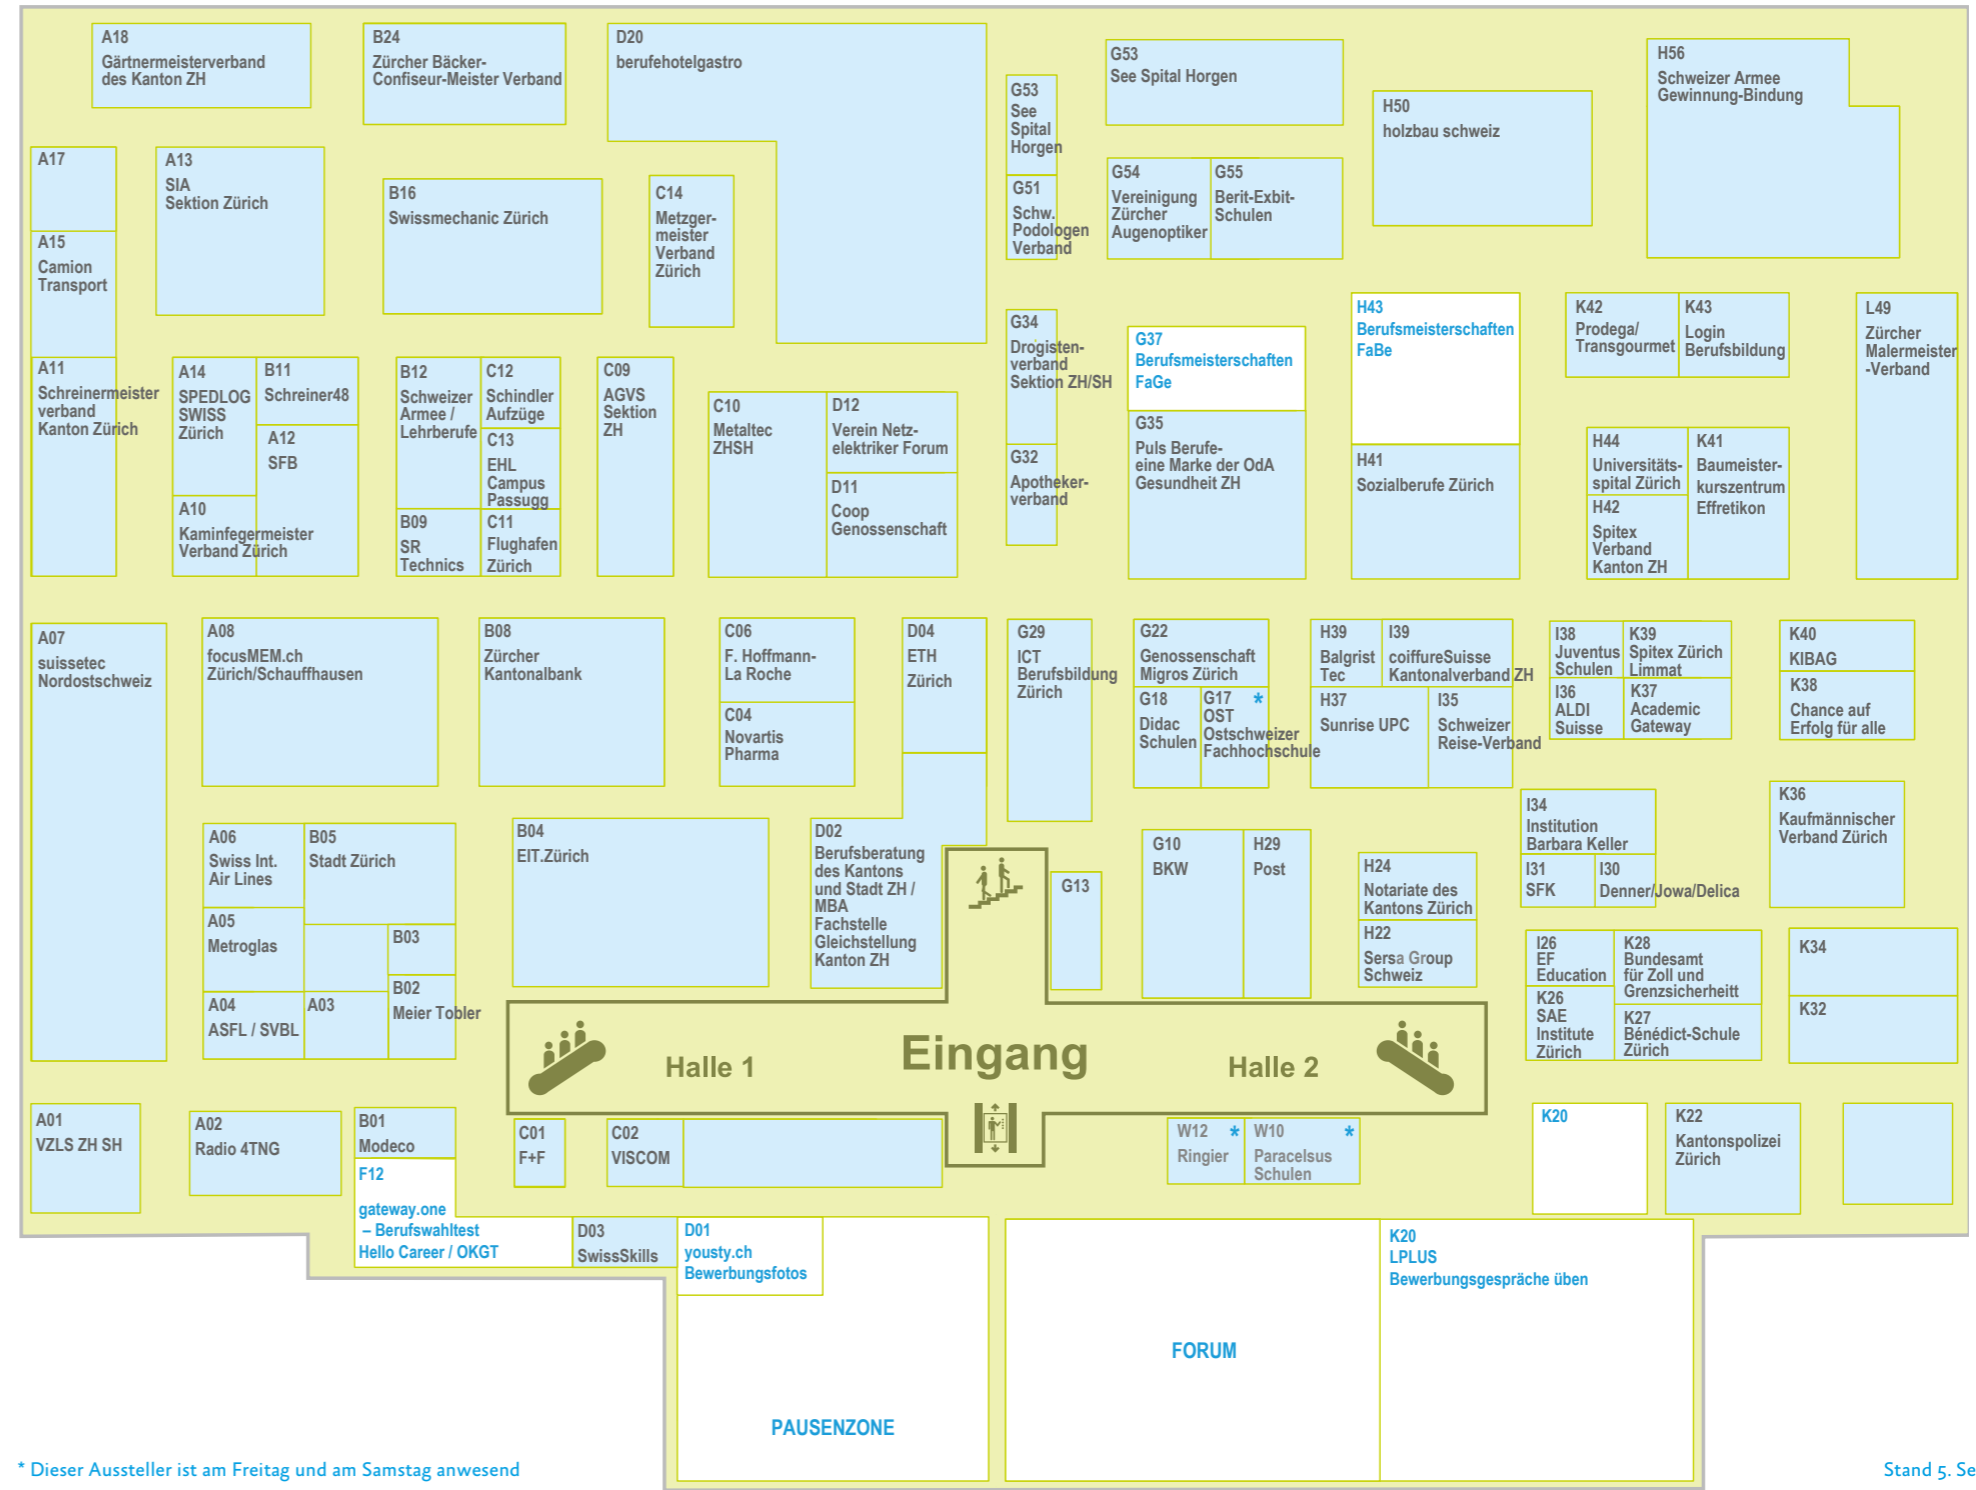 A18
Gärtnermeisterverband
des Kanton ZH
B24
Zürcher Bäcker-
Confiseur-Meister Verband
D20
berufehotelgastro
G53
See
Spital
Horgen
G53
See Spital Horgen
H50
holzbau schweiz
H56
Schweizer Armee
Gewinnung-Bindung
A17
A13
SIA
Sektion Zürich
B16
Swissmechanic Zürich
C14
Metzger-
meister
Verband
Zürich
G51
Schw.
Podologen
Verband
G54
Vereinigung
Zürcher
Augenoptiker
G55
Berit-Exbit-
Schulen
A15
Camion
Transport
A11
Schreinermeister
verband
Kanton Zürich
A14
SPEDLOG
SWISS
Zürich
B11
Schreiner48
A12
SFB
A10
Kaminfegermeister
Verband Zürich
B12
Schweizer
Armee /
Lehrberufe
C12
Schindler
Aufzüge
C13
EHL
Campus
Passugg
B09
SR
Technics
C11
Flughafen
Zürich
C09
AGVS
Sektion
ZH
C10
Metaltec
ZHSH
D12
Verein Netz-
elektriker Forum
D11
Coop
Genossenschaft
G34
Drogisten-
verband
Sektion ZH/SH
G32
Apotheker-
verband
G37
Berufsmeisterschaften
FaGe
G35
Puls Berufe-
eine Marke der OdA
Gesundheit ZH
H43
Berufsmeisterschaften
FaBe
H41
Sozialberufe Zürich
K42
Prodega/
Transgourmet
K43
Login
Berufsbildung
H44
Universitäts-
spital Zürich
H42
Spitex
Verband
Kanton ZH
K41
Baumeister-
kurszentrum
Effretikon
L49
Zürcher
Malermeister
-Verband
A07
suissetec
Nordostschweiz
A08
focusMEM.ch
Zürich/Schauffhausen
B08
Zürcher
Kantonalbank
C06
F. Hoffmann-
La Roche
C04
Novartis
Pharma
D04
ETH
Zürich
G29
ICT
Berufsbildung
Zürich
G22
Genossenschaft
Migros Zürich
G18
Didac
Schulen
G17 *
OST
Ostschweizer
Fachhochschule
H39
Balgrist
Tec
I39
coiffureSuisse
Kantonalverband ZH
H37
Sunrise UPC
I35
Schweizer
Reise-Verband
I38
Juventus
Schulen
K39
Spitex Zürich
Limmat
I36
ALDI
Suisse
K37
Academic
Gateway
K40
KIBAG
K38
Chance auf
Erfolg für alle
A06
Swiss Int.
Air Lines
B05
Stadt Zürich
A05
Metroglas
B03
B02
Meier Tobler
A04
ASFL / SVBL
A03
B04
EIT.Zürich
D02
Berufsberatung
des Kantons
und Stadt ZH /
MBA
Fachstelle
Gleichstellung
Kanton ZH
G13
G10
BKW
H29
Post
H24
Notariate des
Kantons Zürich
H22
Sersa Group
Schweiz
I34
Institution
Barbara Keller
I31
SFK
I30
Denner/Jowa/Delica
K36
Kaufmännischer
Verband Zürich
I26
EF
Education
K28
Bundesamt
für Zoll und
Grenzsicherheitt
K26
SAE
Institute
Zürich
K27
Bénédict-Schule
Zürich
K34
K32
Halle 1
Eingang
Halle 2
A01
VZLS ZH SH
A02
Radio 4TNG
B01
Modeco
F12
gateway.one
– Berufswahltest
Hello Career / OKGT
C01
F+F
C02
VISCOM
D03
SwissSkills
D01
yousty.ch
Bewerbungsfotos
W12 *
Ringier
W10 *
Paracelsus
Schulen
K20
K22
Kantonspolizei
Zürich
K20
LPLUS
Bewerbungsgespräche üben
FORUM
PAUSENZONE
* Dieser Aussteller ist am Freitag und am Samstag anwesend
Stand 5. Se